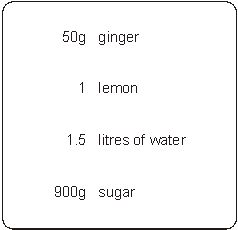 50g ginger
1 lemon
1.5 litres of water
900g sugar